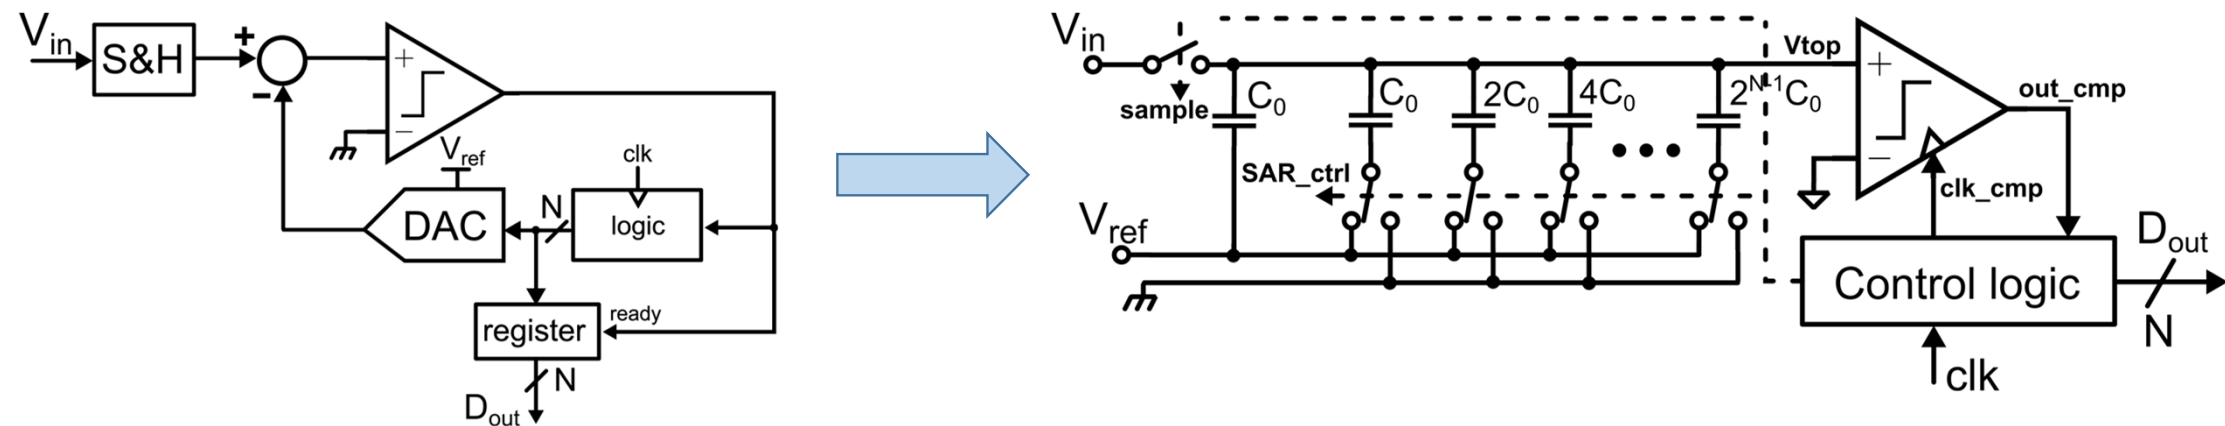 Vin
S&H
+
-
+
−
Vref
clk
DAC
N
logic
register
ready
N
Dout
Vin
sample
C0
C0
2C0
4C0
2^N-1C0
Vtop
+
−
out_cmp
SAR_ctrl
clk_cmp
Vref
Control logic
Dout
N
clk